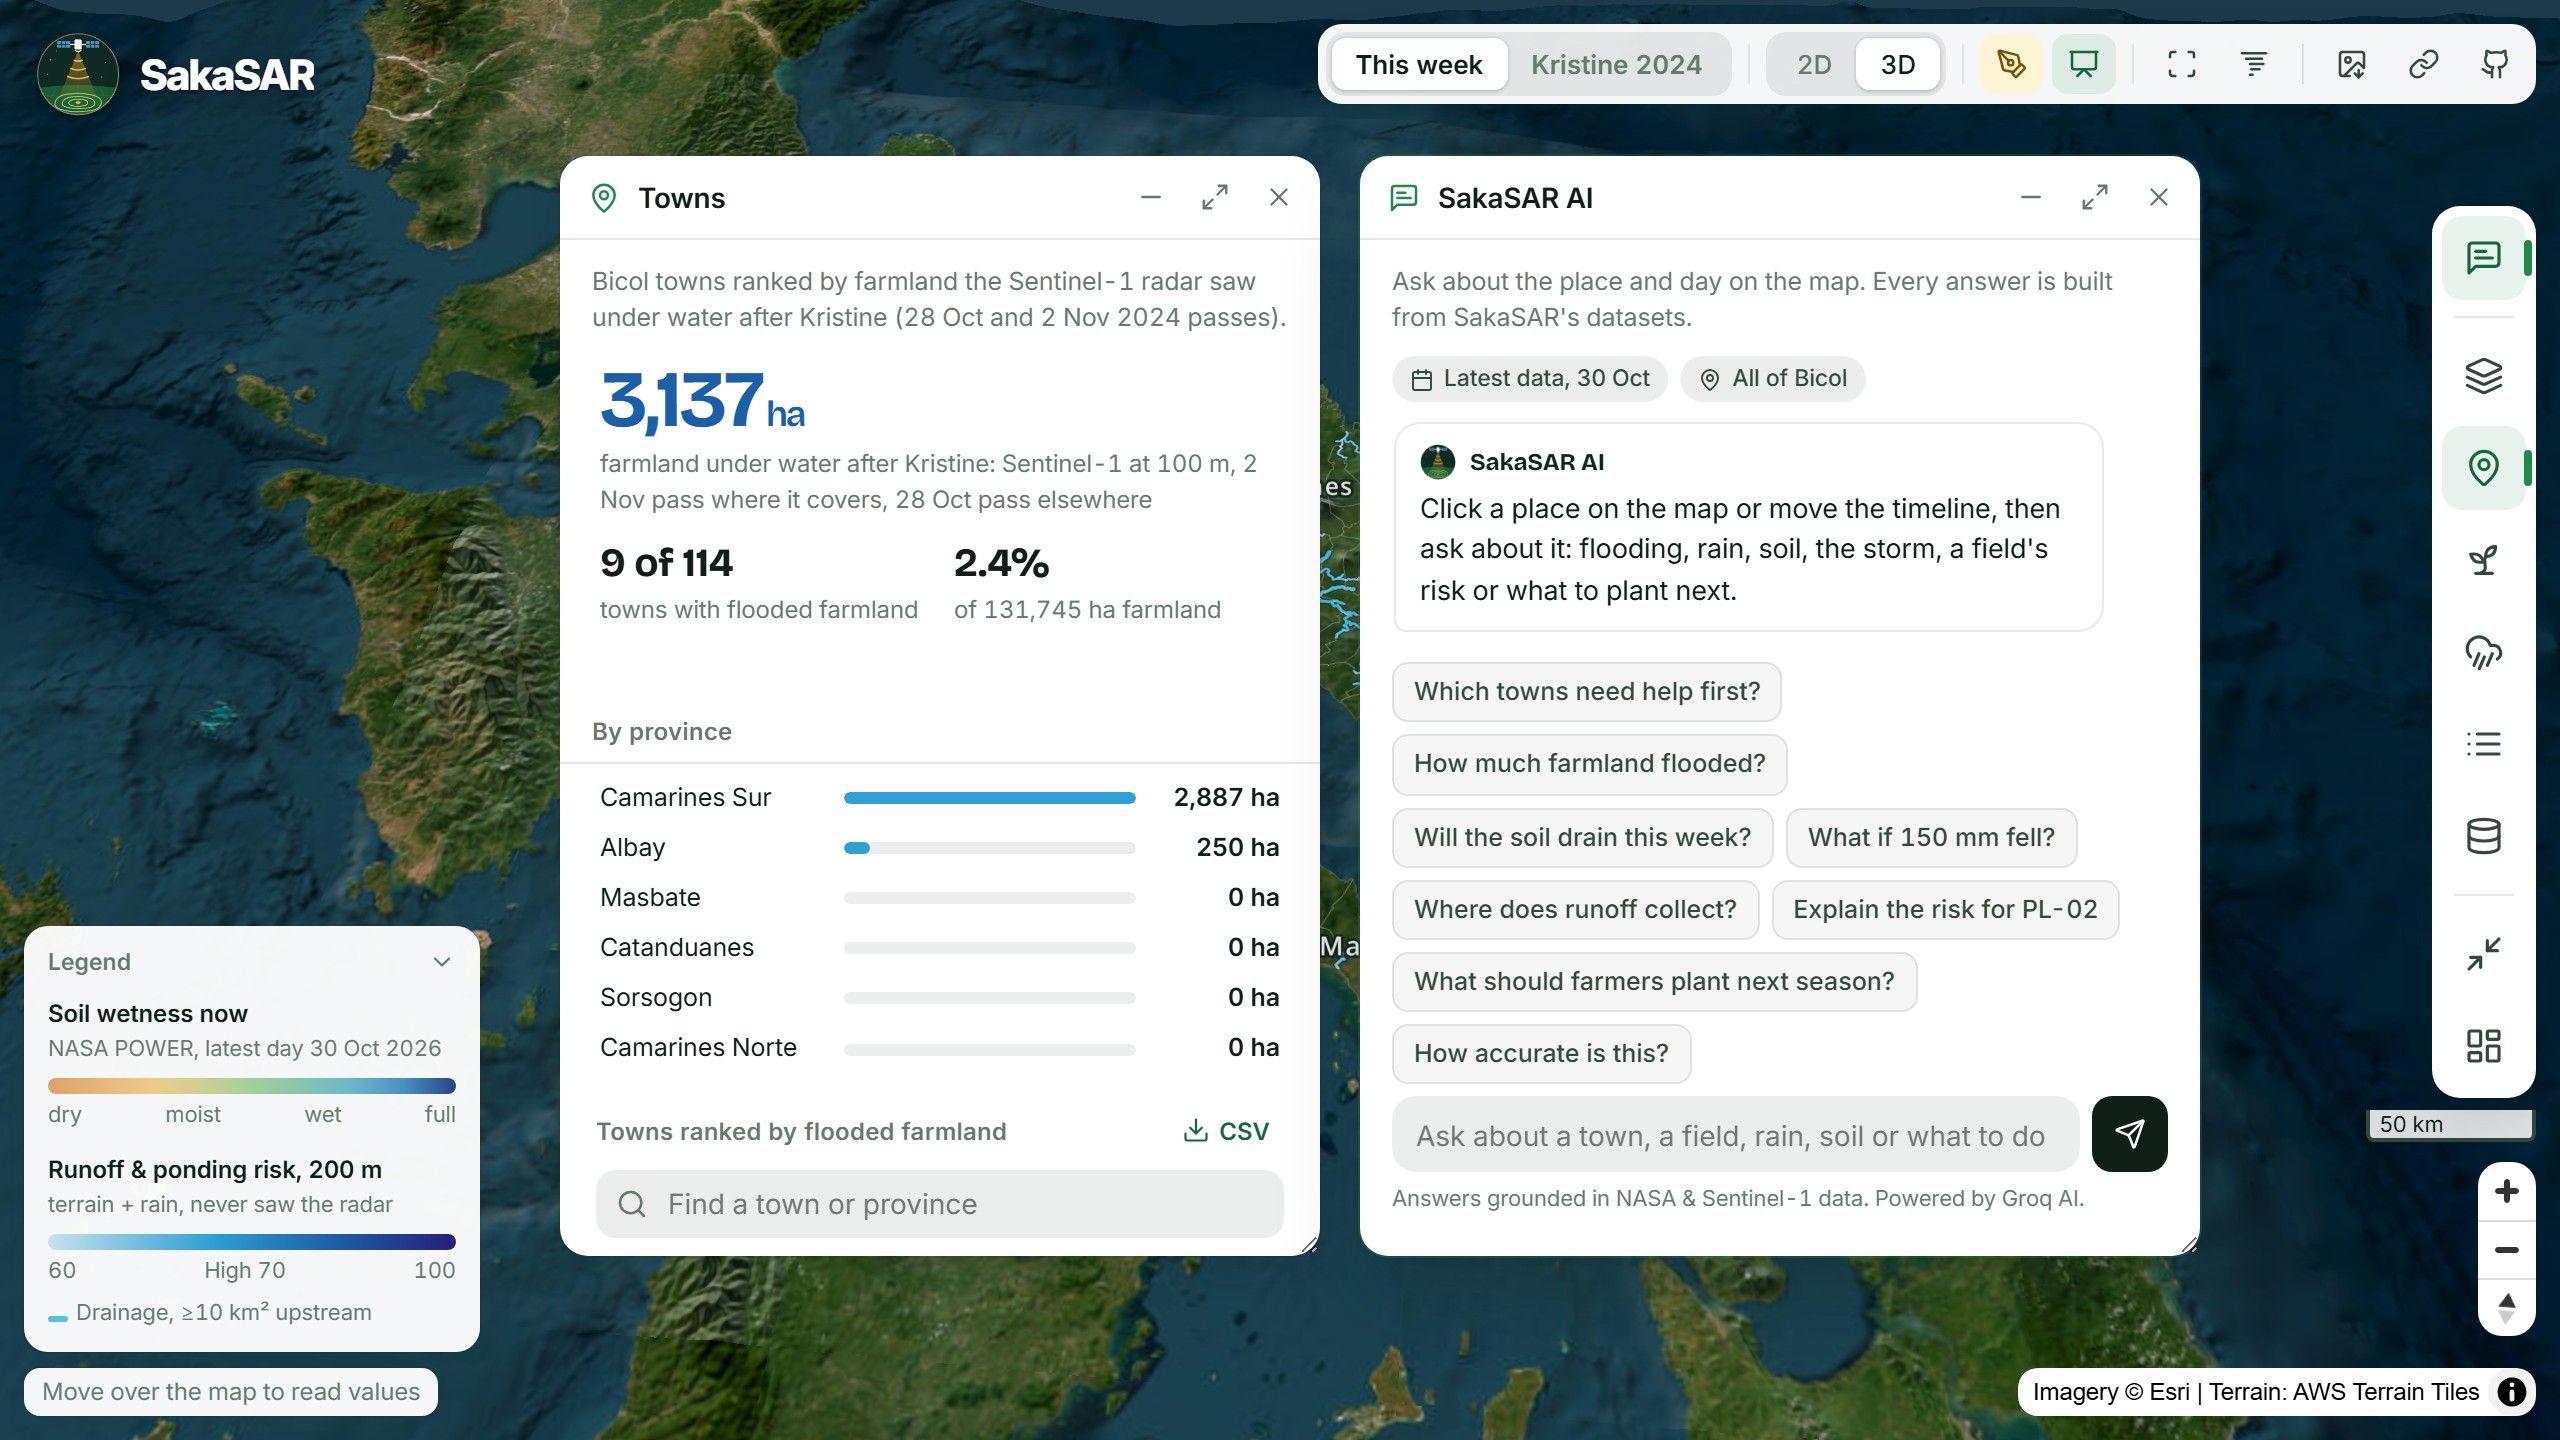 SakaSAR
This week
Kristine 2024
2D
3D
Towns
Bicol towns ranked by farmland the Sentinel-1 radar saw
under water after Kristine (28 Oct and 2 Nov 2024 passes).
3,137 ha
farmland under water after Kristine: Sentinel-1 at 100 m, 2
Nov pass where it covers, 28 Oct pass elsewhere
9 of 114
towns with flooded farmland
2.4%
of 131,745 ha farmland
By province
Camarines Sur 2,887 ha
Albay 250 ha
Masbate 0 ha
Catanduanes 0 ha
Sorsogon 0 ha
Camarines Norte 0 ha
Towns ranked by flooded farmland
CSV
Find a town or province
SakaSAR AI
Ask about the place and day on the map. Every answer is built
from SakaSAR's datasets.
Latest data, 30 Oct
All of Bicol
SakaSAR AI
Click a place on the map or move the timeline, then
ask about it: flooding, rain, soil, the storm, a field's
risk or what to plant next.
Which towns need help first?
How much farmland flooded?
Will the soil drain this week?
What if 150 mm fell?
Where does runoff collect?
Explain the risk for PL-02
What should farmers plant next season?
How accurate is this?
Ask about a town, a field, rain, soil or what to do
Answers grounded in NASA & Sentinel-1 data. Powered by Groq AI.
es
Ma
Legend
Soil wetness now
NASA POWER, latest day 30 Oct 2026
dry moist wet full
Runoff & ponding risk, 200 m
terrain + rain, never saw the radar
60 High 70 100
Drainage, ≥10 km² upstream
Move over the map to read values
50 km
Imagery © Esri | Terrain: AWS Terrain Tiles